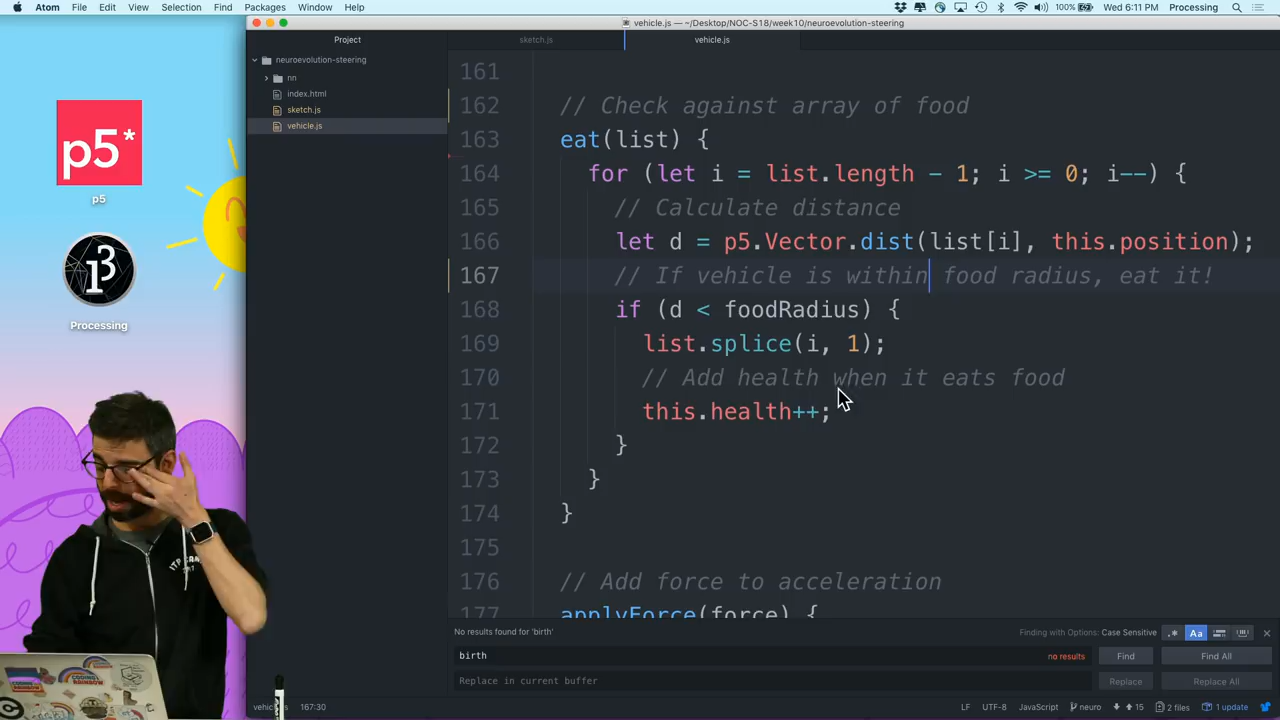 Atom File Edit View Selection Find Packages Window Help
100% Wed 6:11 PM Processing
vehicle.js — ~/Desktop/NOC-S18/week10/neuroevolution-steering
Project
sketch.js vehicle.js
neuroevolution-steering
nn
index.html
sketch.js
vehicle.js
p5*
p5
Processing
161
162 // Check against array of food
163 eat(list) {
164 for (let i = list.length - 1; i >= 0; i--) {
165 // Calculate distance
166 let d = p5.Vector.dist(list[i], this.position);
167 // If vehicle is within food radius, eat it!
168 if (d < foodRadius) {
169 list.splice(i, 1);
170 // Add health when it eats food
171 this.health++;
172 }
173 }
174 }
175
176 // Add force to acceleration
177 applyForce(force) {
No results found for 'birth' Finding with Options: Case Sensitive
.* Aa
birth no results Find Find All
Replace in current buffer Replace Replace All
167:30 LF UTF-8 JavaScript neuro 15 2 files 1 update
CODING RAINBOW